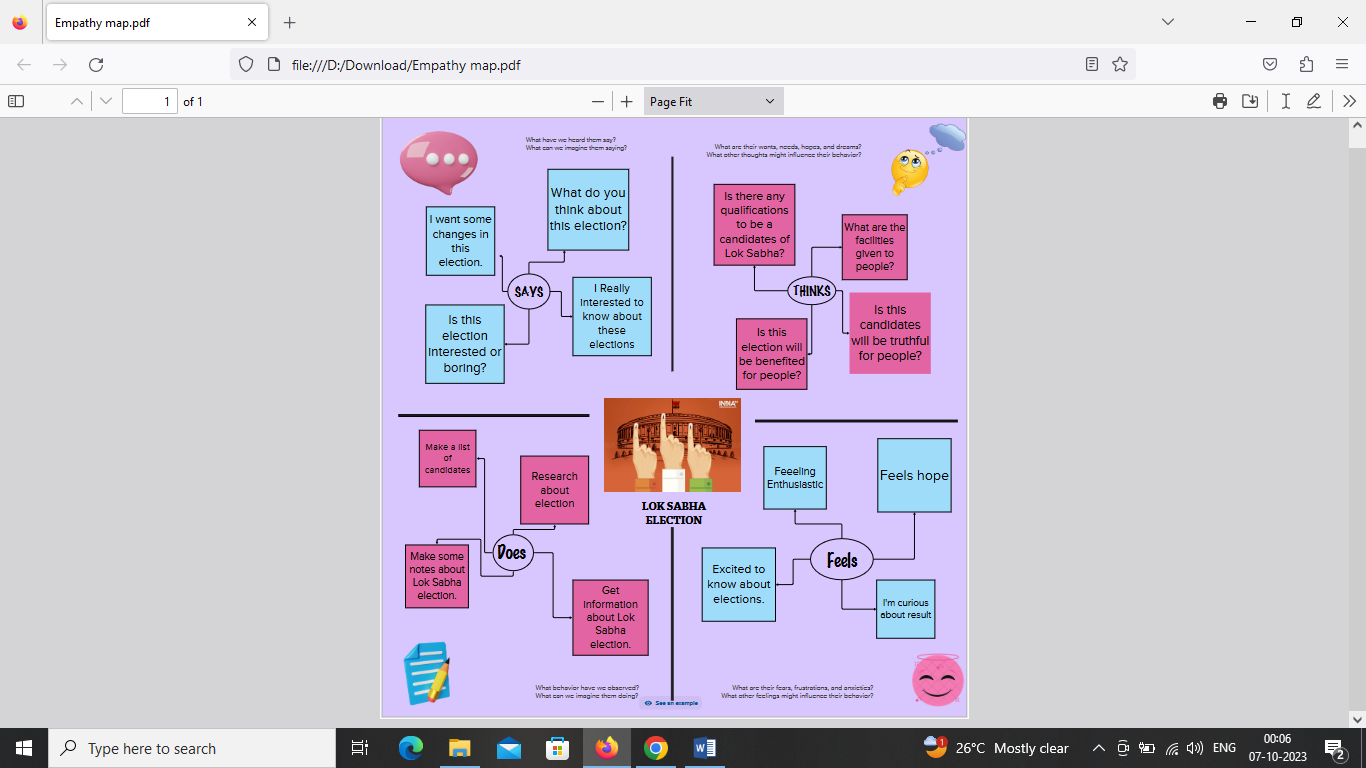 Empathy map.pdf
file:///D:/Download/Empathy map.pdf
1 of 1
Page Fit
What have we heard them say?
What can we imagine them saying?
What do you
think about
this election?
I want some
changes in
this
election.
SAYS
I Really
interested to
know about
these
elections
Is this
election
interested or
boring?
What are their wants, needs, hopes, and dreams?
What other thoughts might influence their behavior?
Is there any
qualifications
to be a
candidates of
Lok Sabha?
What are the
facilities
given to
people?
THINKS
Is this
candidates
will be truthful
for people?
Is this
election will
be benefited
for people?
LOK SABHA
ELECTION
Make a list
of
candidates
Research
about
election
Does
Make some
notes about
Lok Sabha
election.
Get
information
about Lok
Sabha
election.
What behavior have we observed?
What can we imagine them doing?
See an example
Feeeling
Enthusiastic
Feels hope
Feels
Excited to
know about
elections.
I'm curious
about result
What are their fears, frustrations, and anxieties?
What other feelings might influence their behavior?
Type here to search
1
26°C Mostly clear
ENG
00:06
07-10-2023
2